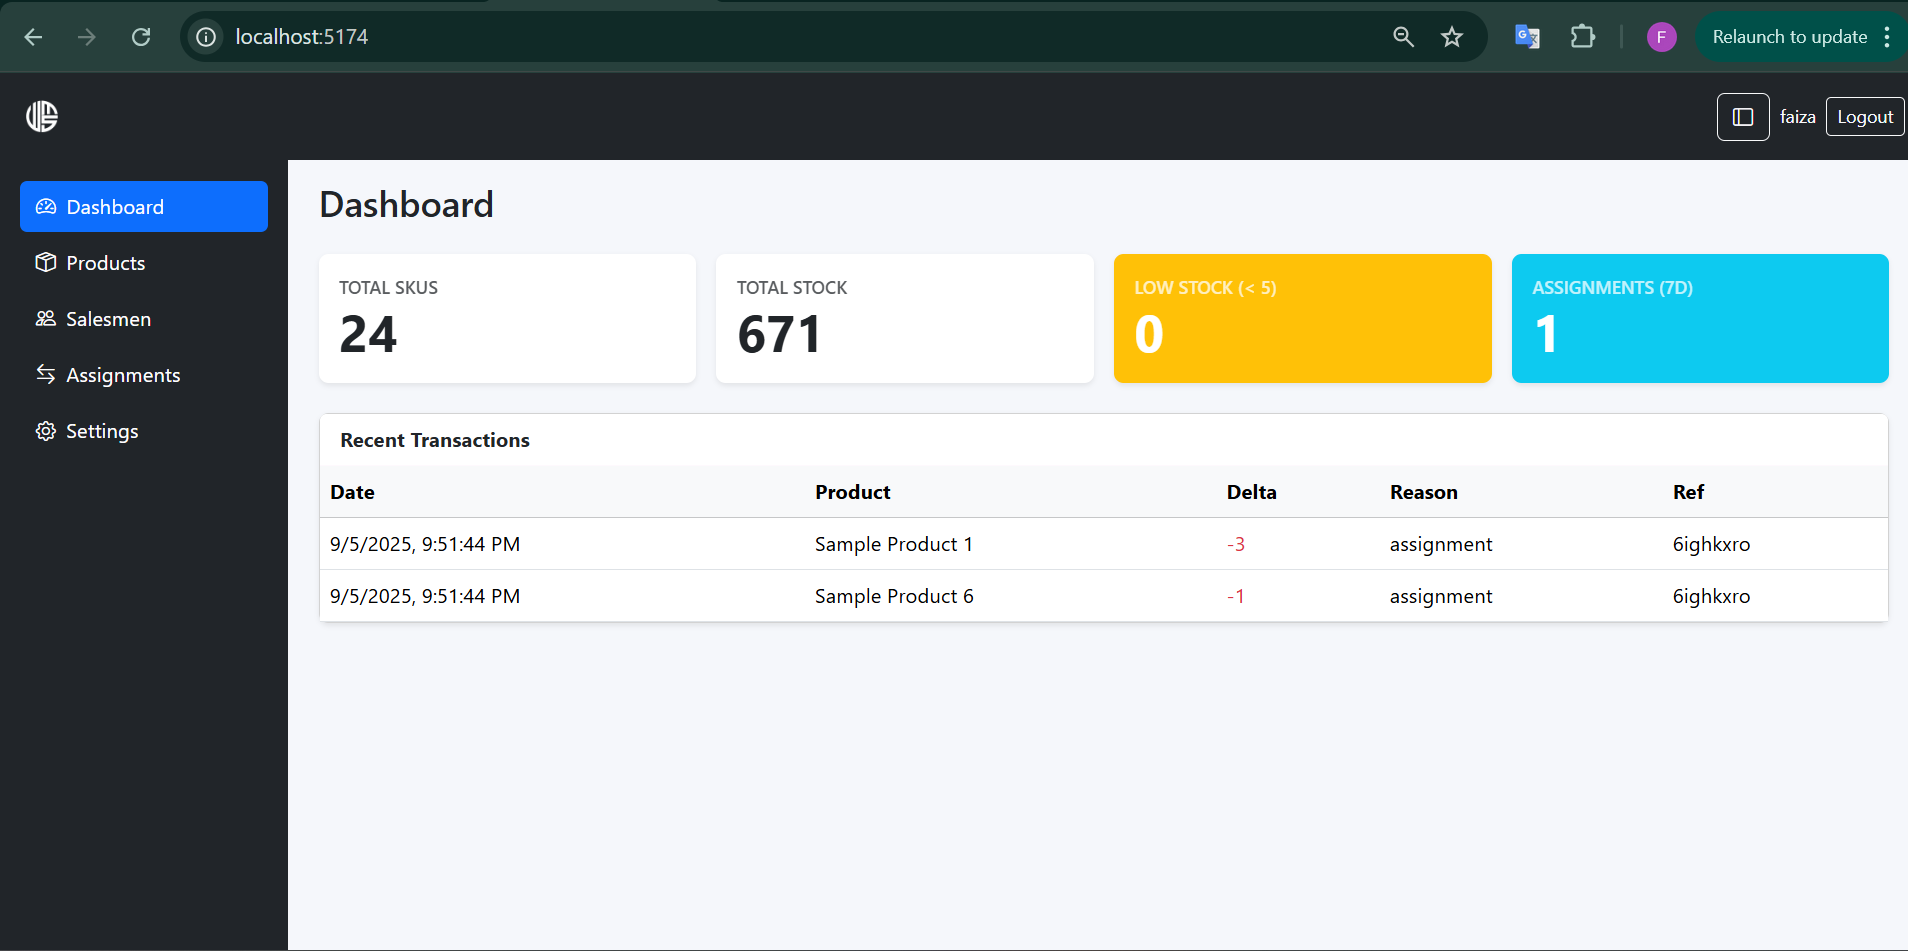 localhost:5174
F
Relaunch to update
faiza
Logout
Dashboard
Products
Salesmen
Assignments
Settings
Dashboard
TOTAL SKUS
24
TOTAL STOCK
671
LOW STOCK (< 5)
0
ASSIGNMENTS (7D)
1
Recent Transactions
Date Product Delta Reason Ref
9/5/2025, 9:51:44 PM Sample Product 1 -3 assignment 6ighkxro
9/5/2025, 9:51:44 PM Sample Product 6 -1 assignment 6ighkxro